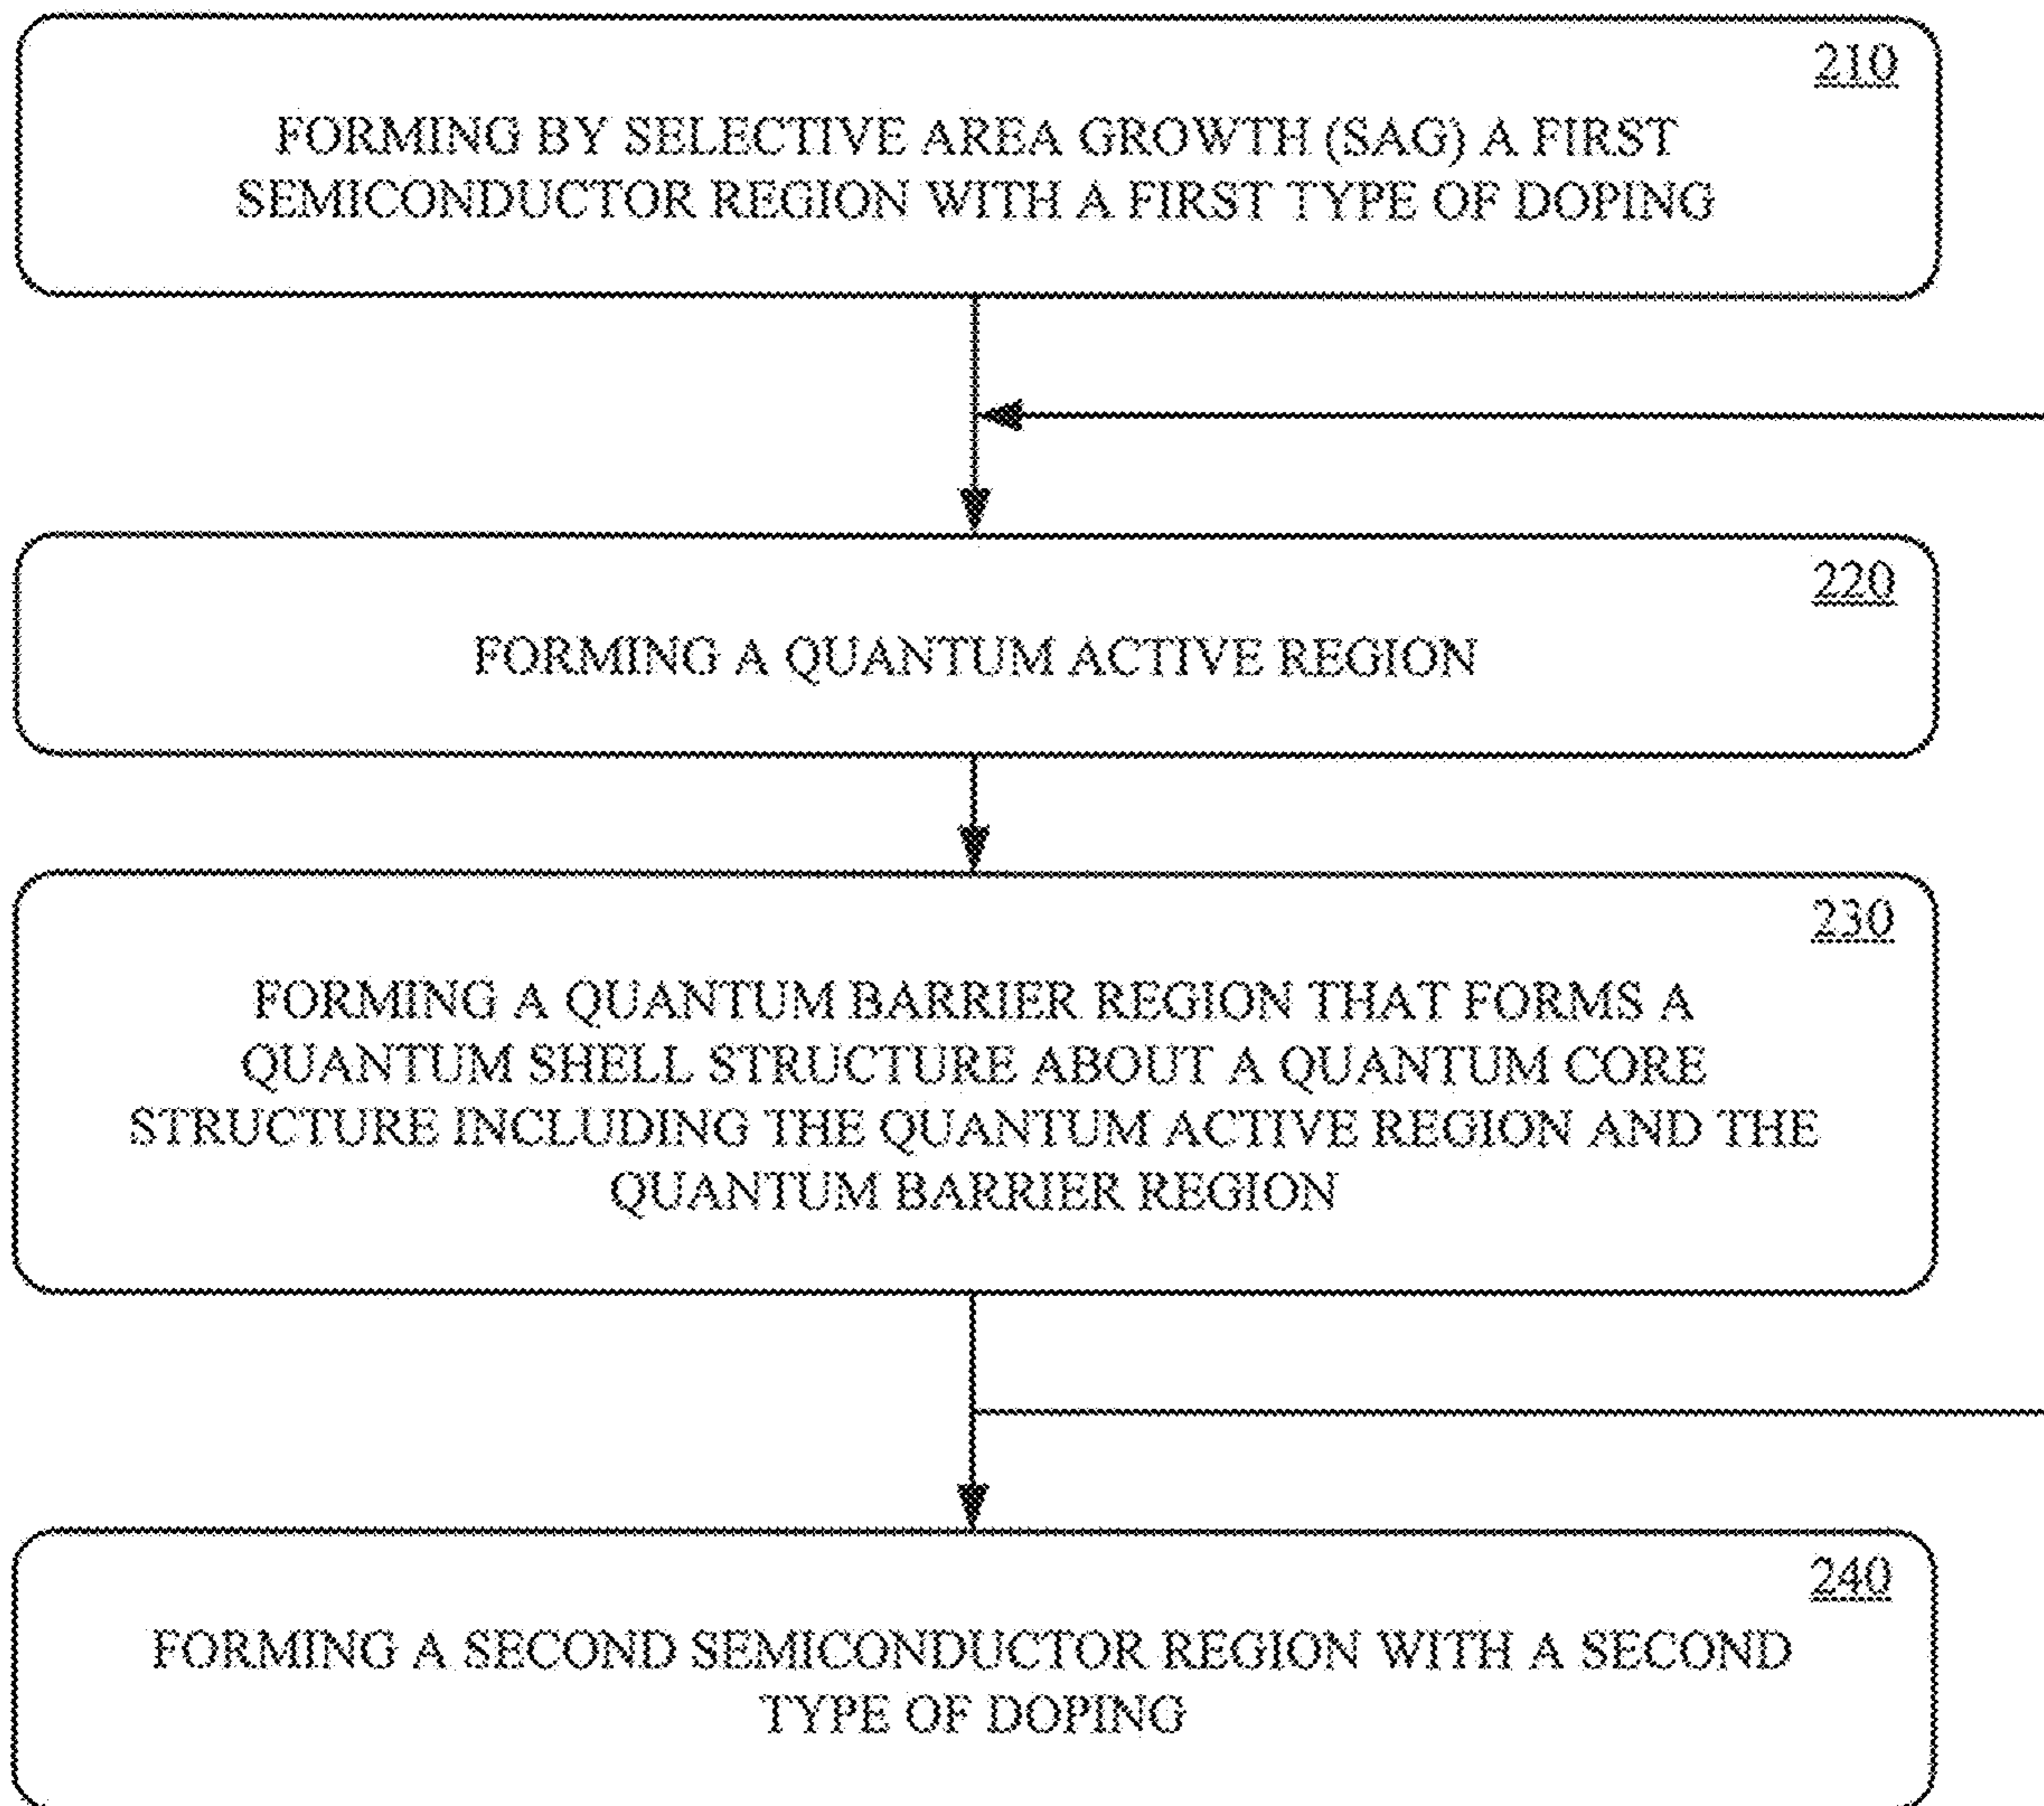 210
FORMING BY SELECTIVE AREA GROWTH (SAG) A FIRST
SEMICONDUCTOR REGION WITH A FIRST TYPE OF DOPING
220
FORMING A QUANTUM ACTIVE REGION
230
FORMING A QUANTUM BARRIER REGION THAT FORMS A
QUANTUM SHELL STRUCTURE ABOUT A QUANTUM CORE
STRUCTURE INCLUDING THE QUANTUM ACTIVE REGION AND THE
QUANTUM BARRIER REGION
240
FORMING A SECOND SEMICONDUCTOR REGION WITH A SECOND
TYPE OF DOPING